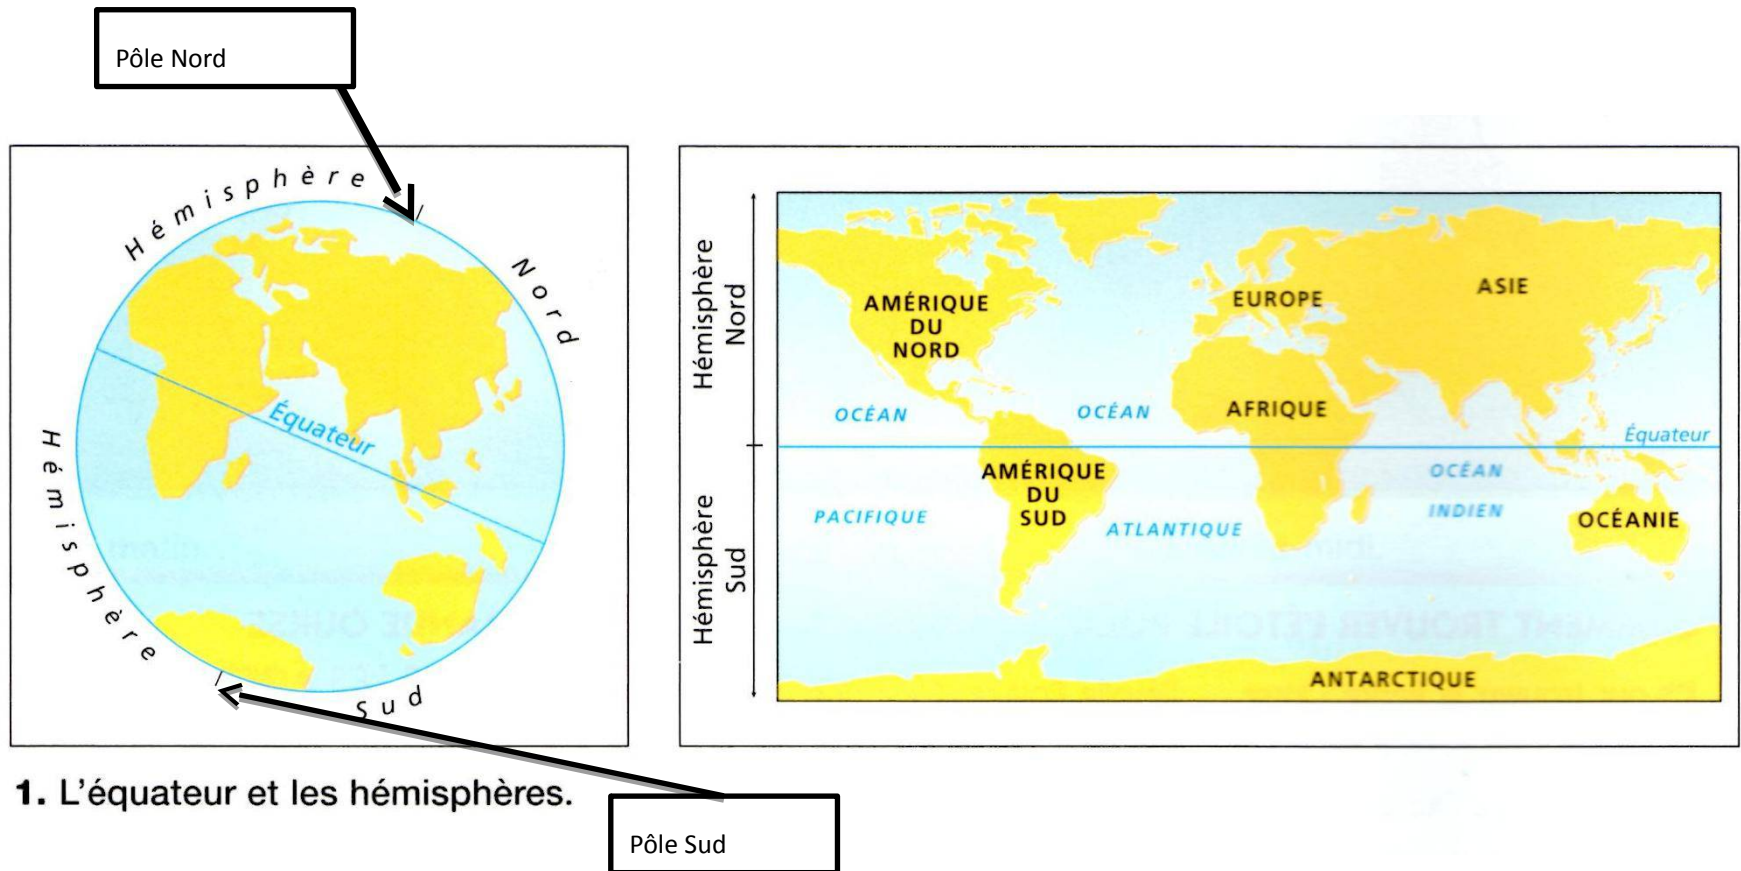 Pôle Nord
Hémisphère Nord
Équateur
Hémisphère Sud
Hémisphère
Nord
Hémisphère
Sud
AMÉRIQUE
DU
NORD
EUROPE
ASIE
OCÉAN
OCÉAN
AFRIQUE
Équateur
AMÉRIQUE
DU
SUD
OCÉAN
INDIEN
PACIFIQUE
ATLANTIQUE
OCÉANIE
ANTARCTIQUE
1. L'équateur et les hémisphères.
Pôle Sud